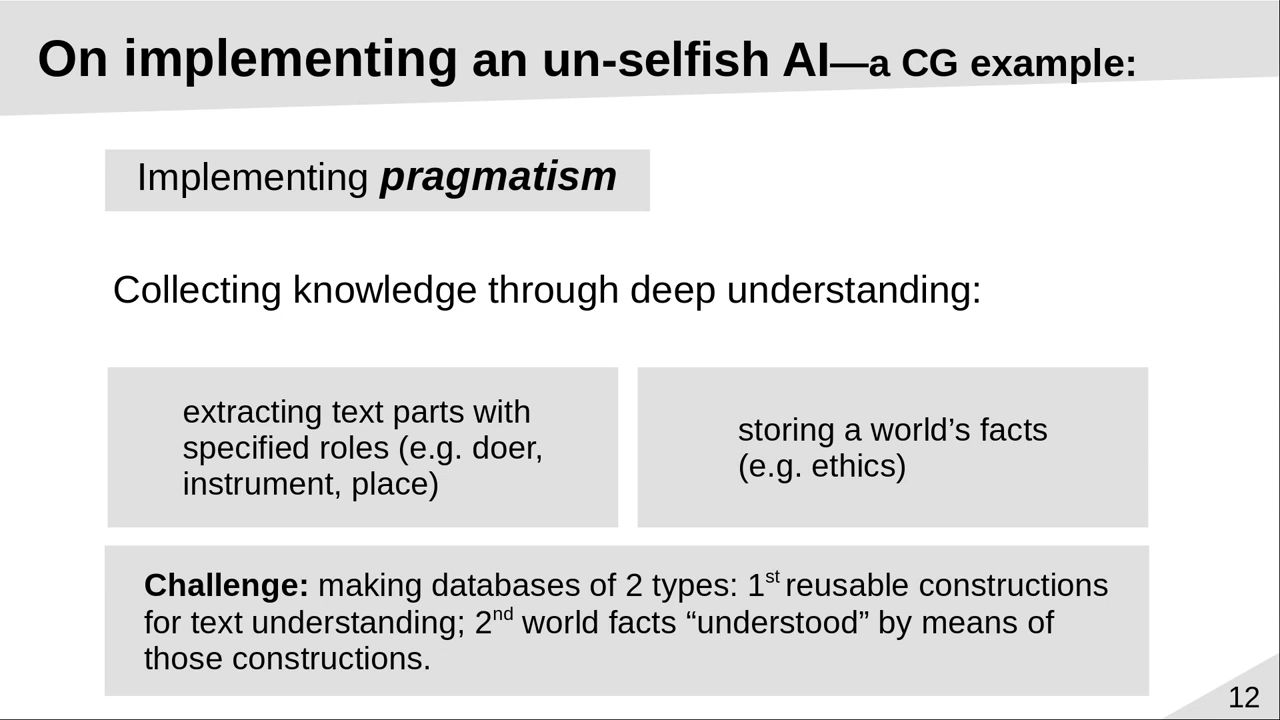 On implementing an un-selfish AI—a CG example:
Implementing pragmatism
Collecting knowledge through deep understanding:
extracting text parts with
specified roles (e.g. doer,
instrument, place)
storing a world’s facts
(e.g. ethics)
Challenge: making databases of 2 types: 1st reusable constructions
for text understanding; 2nd world facts “understood” by means of
those constructions.
12